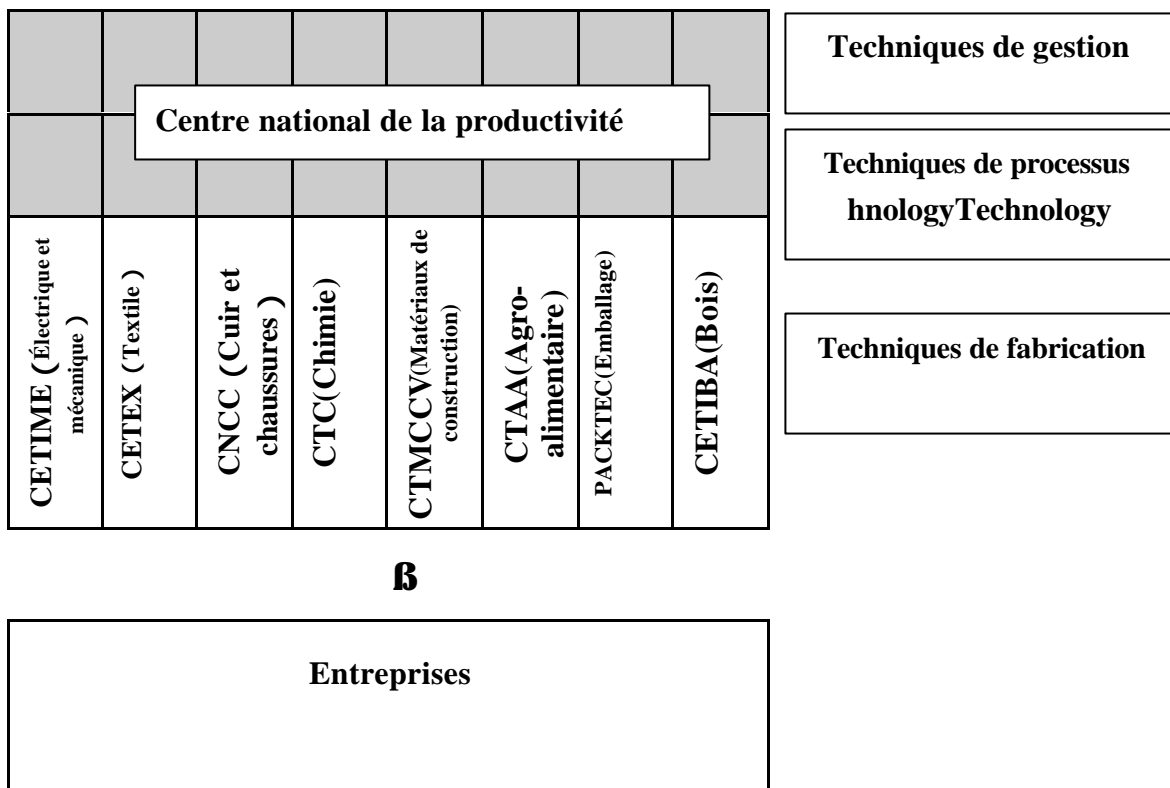 Techniques de gestion
Centre national de la productivité
Techniques de processus
hnologyTechnology
CETIME ( Électrique et
mécanique )
CETEX ( Textile )
CNCC ( Cuir et
chaussures )
CTC(Chimie)
CTMCCV(Matériaux de
construction)
CTAA(Agro-
alimentaire)
PACKTEC(Emballage)
CETIBA(Bois)
Techniques de fabrication
ß
Entreprises